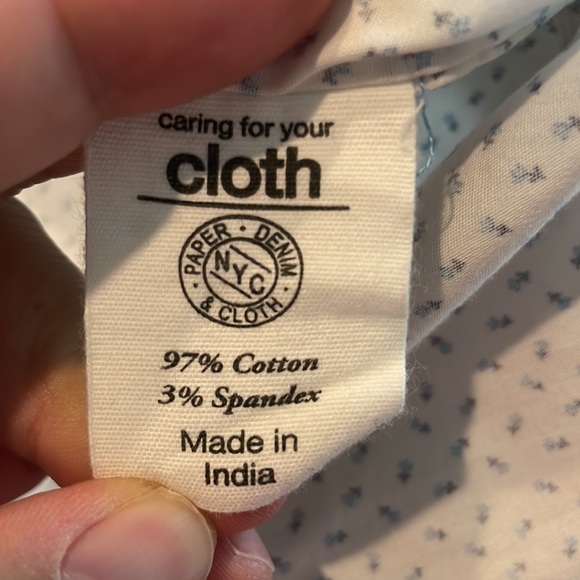 caring for your
cloth
PAPER · DENIM
NYC
· & CLOTH ·
97% Cotton
3% Spandex
Made in
India